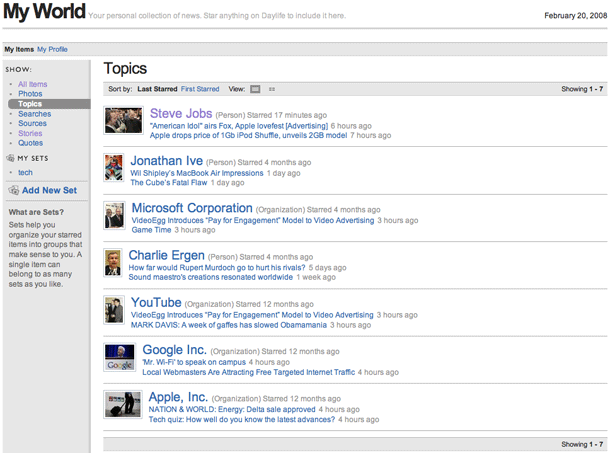 My World Your personal collection of news. Star anything on Daylife to include it here. February 20, 2008
My Items My Profile
SHOW:
All Items
Photos
Topics
Searches
Sources
Stories
Quotes
MY SETS
tech
Add New Set
What are Sets?
Sets help you
organize your starred
items into groups that
make sense to you. A
single item can
belong to as many
sets as you like.
Topics
Sort by: Last Starred First Starred View: Showing 1 - 7
Steve Jobs (Person) Starred 17 minutes ago
"American Idol" airs Fox, Apple lovefest [Advertising] 6 hours ago
Apple drops price of 1Gb iPod Shuffle, unveils 2GB model 7 hours ago
Jonathan Ive (Person) Starred 4 months ago
Wil Shipley's MacBook Air Impressions 1 day ago
The Cube's Fatal Flaw 1 day ago
Microsoft Corporation (Organization) Starred 4 months ago
VideoEgg Introduces "Pay for Engagement" Model to Video Advertising 3 hours ago
Game Time 3 hours ago
Charlie Ergen (Person) Starred 4 months ago
How far would Rupert Murdoch go to hurt his rivals? 5 days ago
Sound maestro's creations resonated worldwide 1 week ago
YouTube (Organization) Starred 12 months ago
VideoEgg Introduces "Pay for Engagement" Model to Video Advertising 3 hours ago
MARK DAVIS: A week of gaffes has slowed Obamamania 3 hours ago
Google
Google Inc. (Organization) Starred 12 months ago
'Mr. Wi-Fi' to speak on campus 4 hours ago
Local Webmasters Are Attracting Free Targeted Internet Traffic 4 hours ago
Apple, Inc. (Organization) Starred 12 months ago
NATION & WORLD: Energy: Delta sale approved 4 hours ago
Tech quiz: How well do you know the latest advances? 4 hours ago
Showing 1 - 7